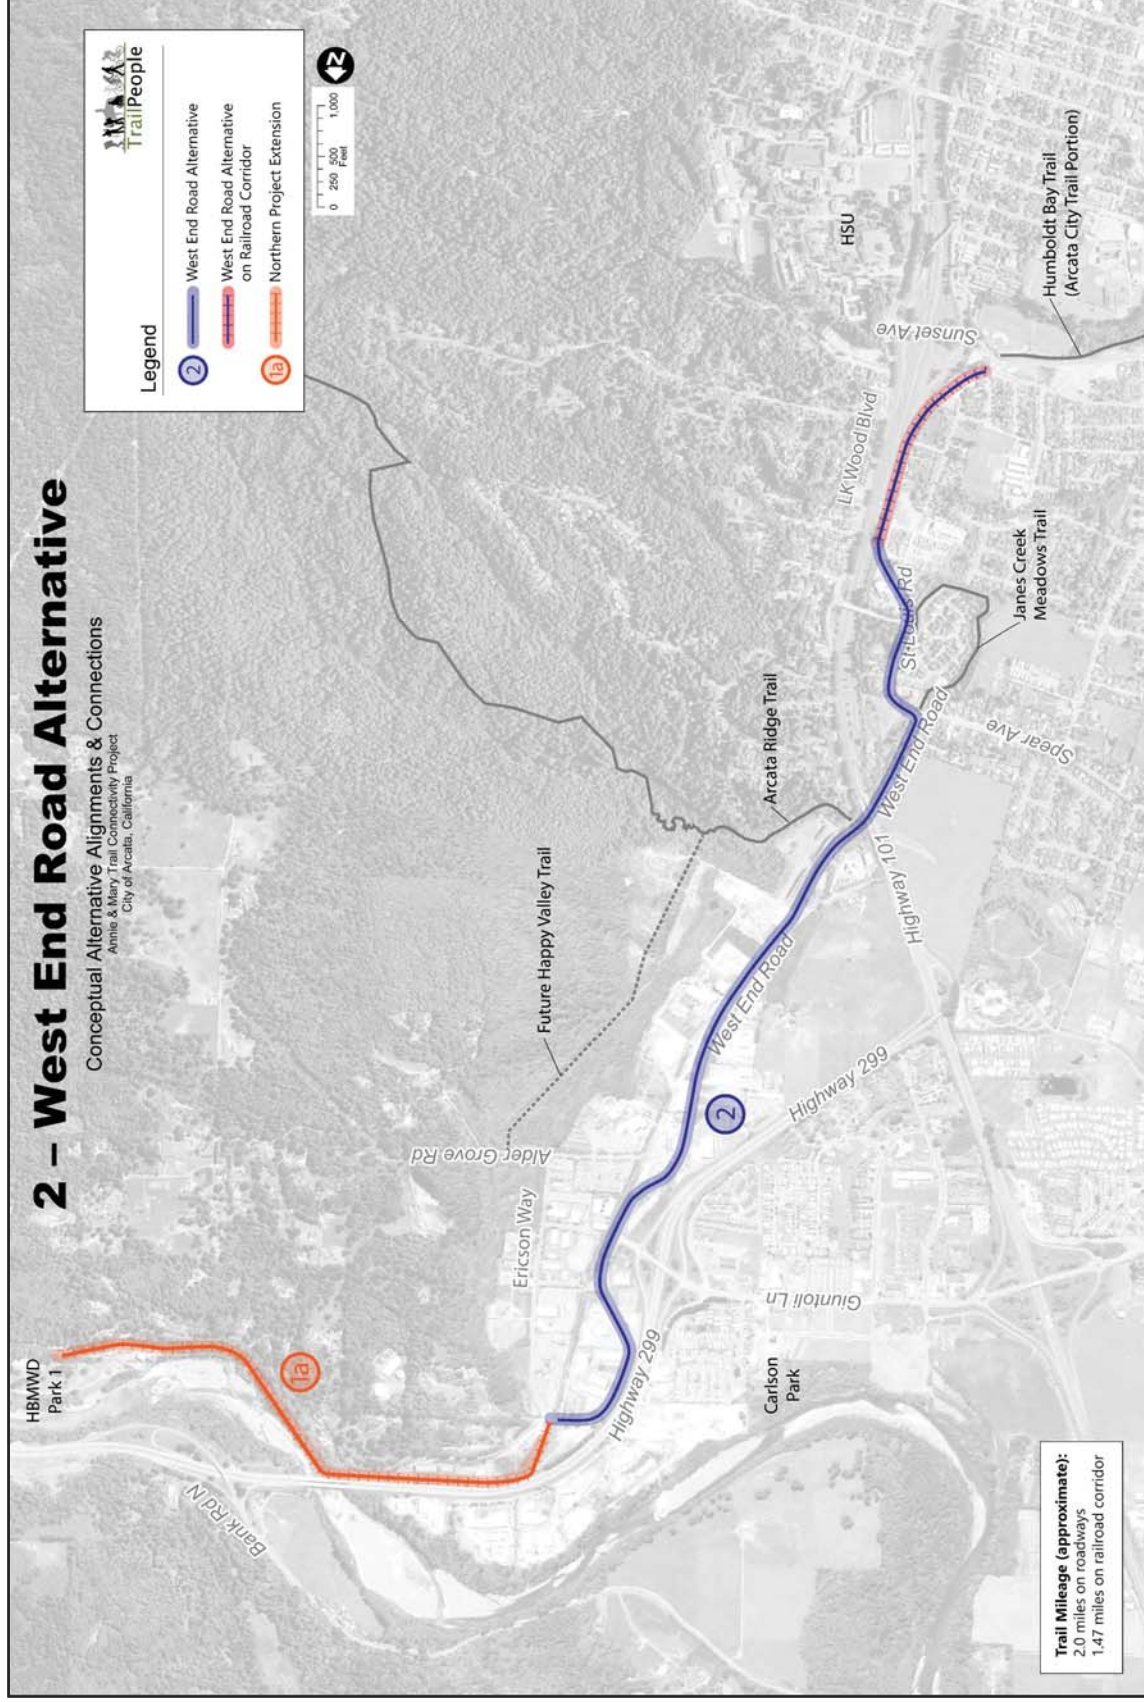 2 – West End Road Alternative
Conceptual Alternative Alignments & Connections
Annie & Mary Trail Connectivity Project
City of Arcata, California
TrailPeople
Legend
2
West End Road Alternative
West End Road Alternative
on Railroad Corridor
1a
Northern Project Extension
0 250 500 1,000
Feet
N
HBMWD
Park 1
1a
Bank Rd N
Ericson Way
Alder Grove Rd
Future Happy Valley Trail
Highway 299
2
West End Road
Highway 299
Giuntoli Ln
Carlson
Park
Arcata Ridge Trail
Highway 101
West End Road
Spear Ave
St. Louis Rd
LK Wood Blvd
Janes Creek
Meadows Trail
Sunset Ave
HSU
Humboldt Bay Trail
(Arcata City Trail Portion)
Trail Mileage (approximate):
2.0 miles on roadways
1.47 miles on railroad corridor